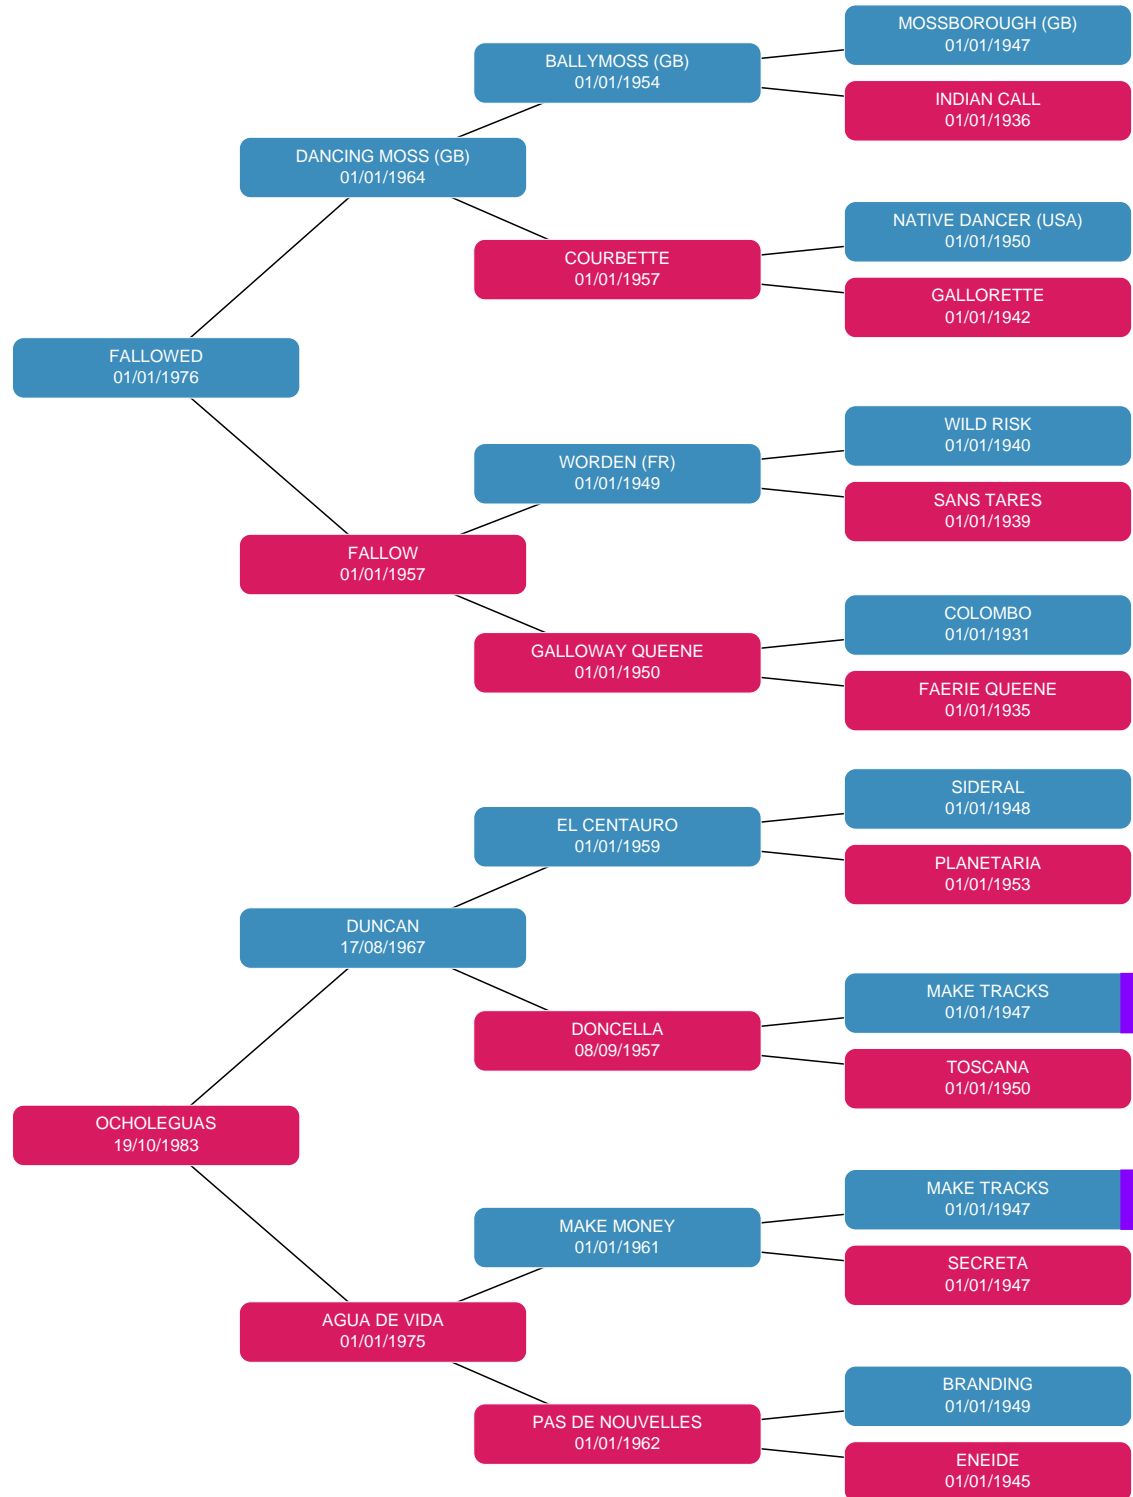 MOSSBOROUGH (GB)
01/01/1947
BALLYMOSS (GB)
01/01/1954
INDIAN CALL
01/01/1936
DANCING MOSS (GB)
01/01/1964
NATIVE DANCER (USA)
01/01/1950
COURBETTE
01/01/1957
GALLORETTE
01/01/1942
FALLOWED
01/01/1976
WILD RISK
01/01/1940
WORDEN (FR)
01/01/1949
SANS TARES
01/01/1939
FALLOW
01/01/1957
COLOMBO
01/01/1931
GALLOWAY QUEENE
01/01/1950
FAERIE QUEENE
01/01/1935
SIDERAL
01/01/1948
EL CENTAURO
01/01/1959
PLANETARIA
01/01/1953
DUNCAN
17/08/1967
MAKE TRACKS
01/01/1947
DONCELLA
08/09/1957
TOSCANA
01/01/1950
OCHOLEGUAS
19/10/1983
MAKE TRACKS
01/01/1947
MAKE MONEY
01/01/1961
SECRETA
01/01/1947
AGUA DE VIDA
01/01/1975
BRANDING
01/01/1949
PAS DE NOUVELLES
01/01/1962
ENEIDE
01/01/1945